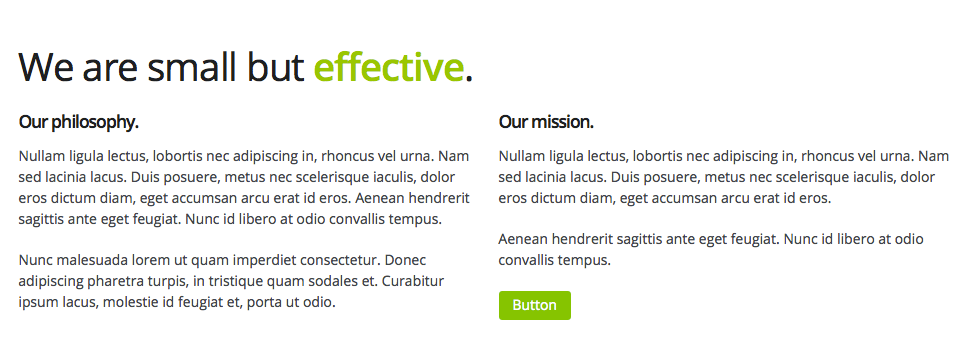 We are small but effective.
Our philosophy.
Nullam ligula lectus, lobortis nec adipiscing in, rhoncus vel urna. Nam
sed lacinia lacus. Duis posuere, metus nec scelerisque iaculis, dolor
eros dictum diam, eget accumsan arcu erat id eros. Aenean hendrerit
sagittis ante eget feugiat. Nunc id libero at odio convallis tempus.
Nunc malesuada lorem ut quam imperdiet consectetur. Donec
adipiscing pharetra turpis, in tristique quam sodales et. Curabitur
ipsum lacus, molestie id feugiat et, porta ut odio.
Our mission.
Nullam ligula lectus, lobortis nec adipiscing in, rhoncus vel urna. Nam
sed lacinia lacus. Duis posuere, metus nec scelerisque iaculis, dolor
eros dictum diam, eget accumsan arcu erat id eros.
Aenean hendrerit sagittis ante eget feugiat. Nunc id libero at odio
convallis tempus.
Button